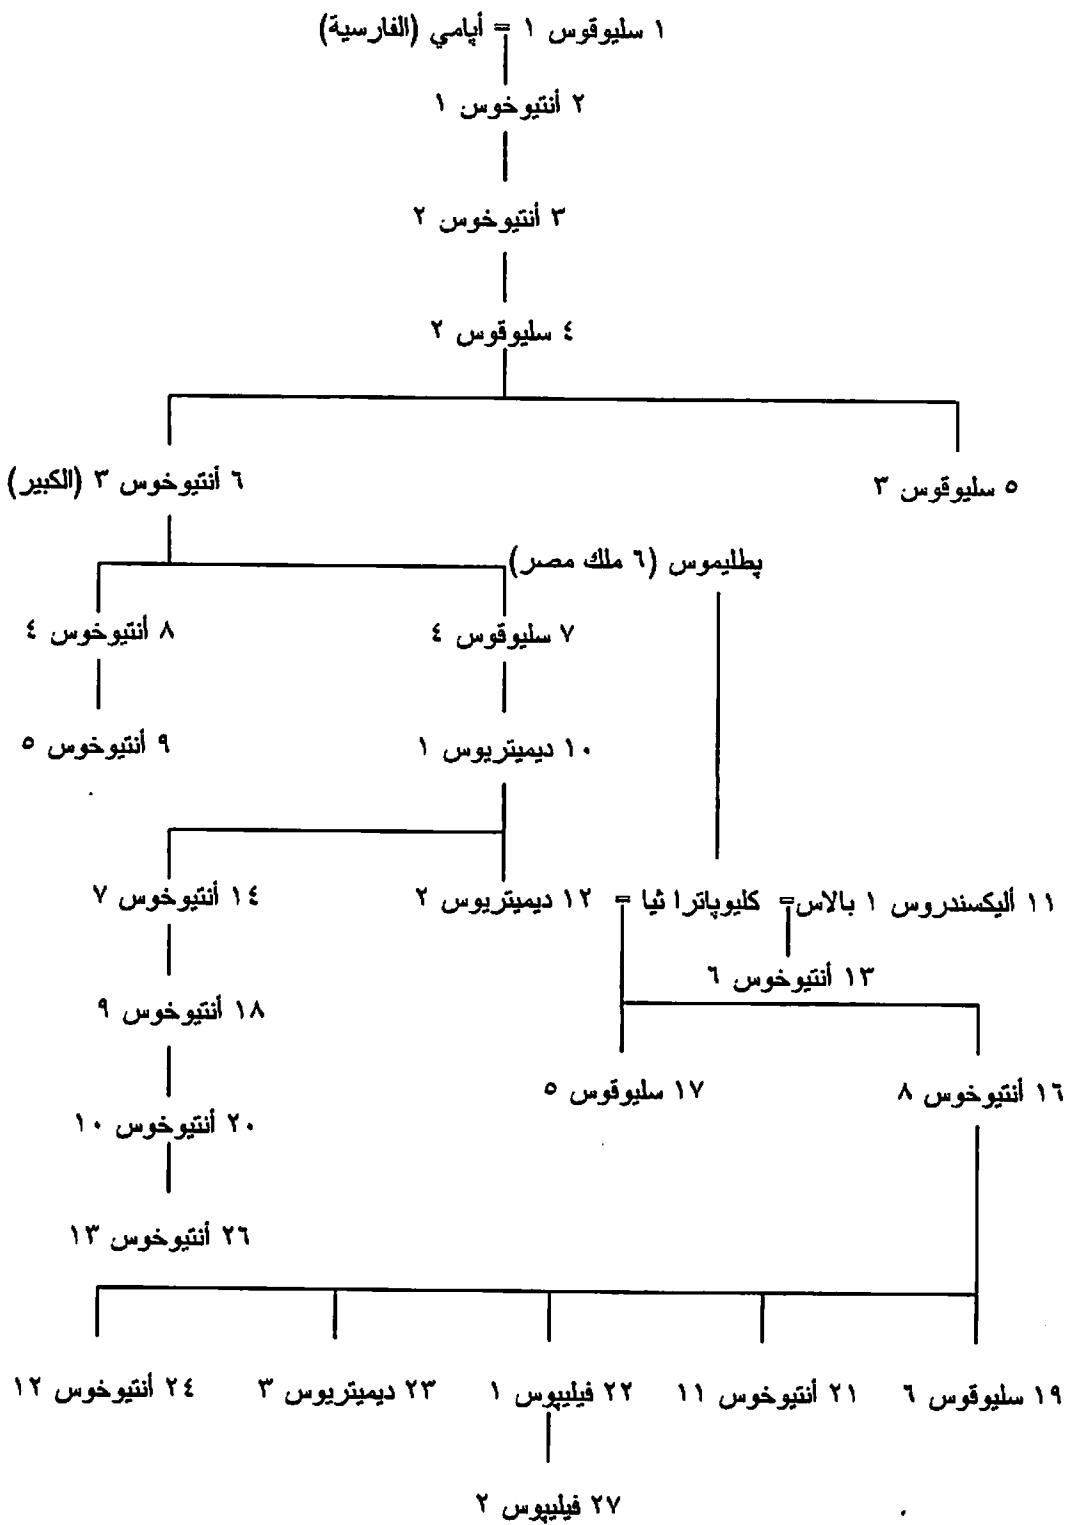 ١ سليوقوس ١ = أپامي (الفارسية)
٢ أنتيوخوس ١
٣ أنتيوخوس ٢
٤ سليوقوس ٢
٥ سليوقوس ٣
٦ أنتيوخوس ٣ (الكبير)
پطليموس (٦ ملك مصر)
٧ سليوقوس ٤
٨ أنتيوخوس ٤
١٠ ديميتريوس ١
٩ أنتيوخوس ٥
١١ أليكسندروس ١ بالاس = كليوپاترا ثيا = ١٢ ديميتريوس ٢
١٤ أنتيوخوس ٧
١٣ أنتيوخوس ٦
١٨ أنتيوخوس ٩
١٦ أنتيوخوس ٨
١٧ سليوقوس ٥
٢٠ أنتيوخوس ١٠
٢٦ أنتيوخوس ١٣
١٩ سليوقوس ٦
٢١ أنتيوخوس ١١
٢٢ فيليپوس ١
٢٣ ديميتريوس ٣
٢٤ أنتيوخوس ١٢
٢٧ فيليپوس ٢